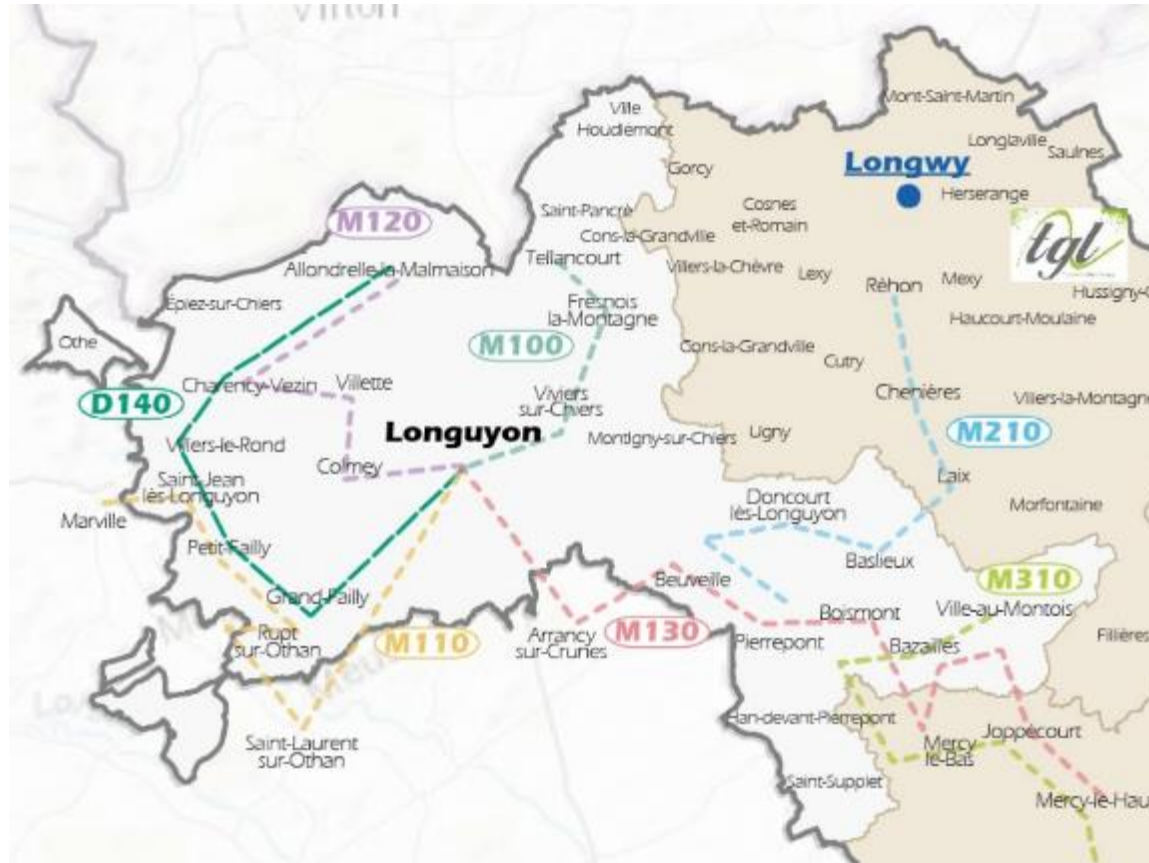 Virton
Ville
Houdlemont
Mont-Saint-Martin
Longlaville
Saulnes
Gorcy
Longwy
Herserange
M120
Saint-Pancré
Cosnes
et-Romain
tgl
Cons-la-Grandville
Allondrelle-la-Malmaison
Tellancourt
Villers-la-Chèvre
Lexy
Réhon
Mexy
Hussigny-G
Épiez-sur-Chiers
Fresnois
la-Montagne
Haucourt-Moulaine
Othe
M100
Cons-la-Grandville
Cutry
Charency-Vezin
Villette
Viviers
sur-Chiers
Chenières
Villers-la-Montagne
D140
Longuyon
Montigny-sur-Chiers
Ugny
M210
Villers-le-Rond
Colmey
Saint-Jean
lès-Longuyon
Laix
Marville
Doncourt
lès-Longuyon
Morfontaine
Petit-Failly
Baslieux
M310
Beuveille
Grand-Failly
Boismont
Ville-au-Montois
Rupt
sur-Othan
M110
Arrancy
sur-Crunes
M130
Pierrepont
Bazailles
Fillières
Han-devant-Pierrepont
Saint-Laurent
sur-Othan
Mercy
le-Bas
Joppécourt
Saint-Supplet
Mercy-le-Hau